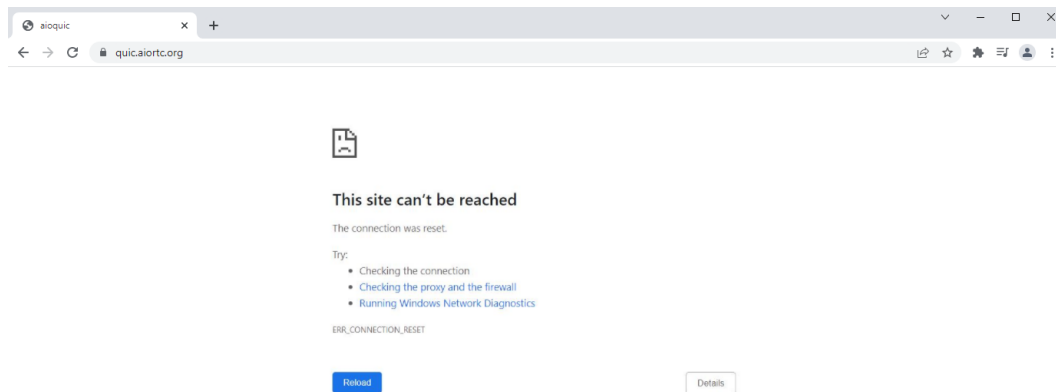 aioquic
quic.aiortc.org
This site can't be reached
The connection was reset.
Try:
Checking the connection
Checking the proxy and the firewall
Running Windows Network Diagnostics
ERR_CONNECTION_RESET
Reload
Details